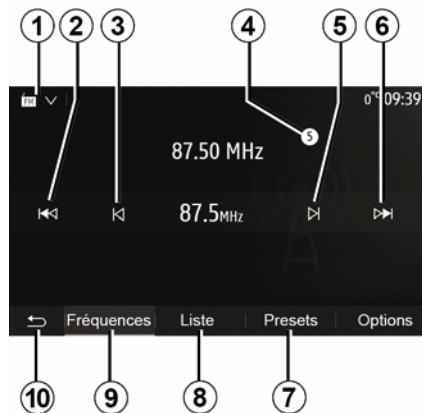 1 2 3 4 5 6
FM 0°C 09:39
5
87.50 MHz
87.5MHz
Fréquences Liste Presets Options
10 9 8 7